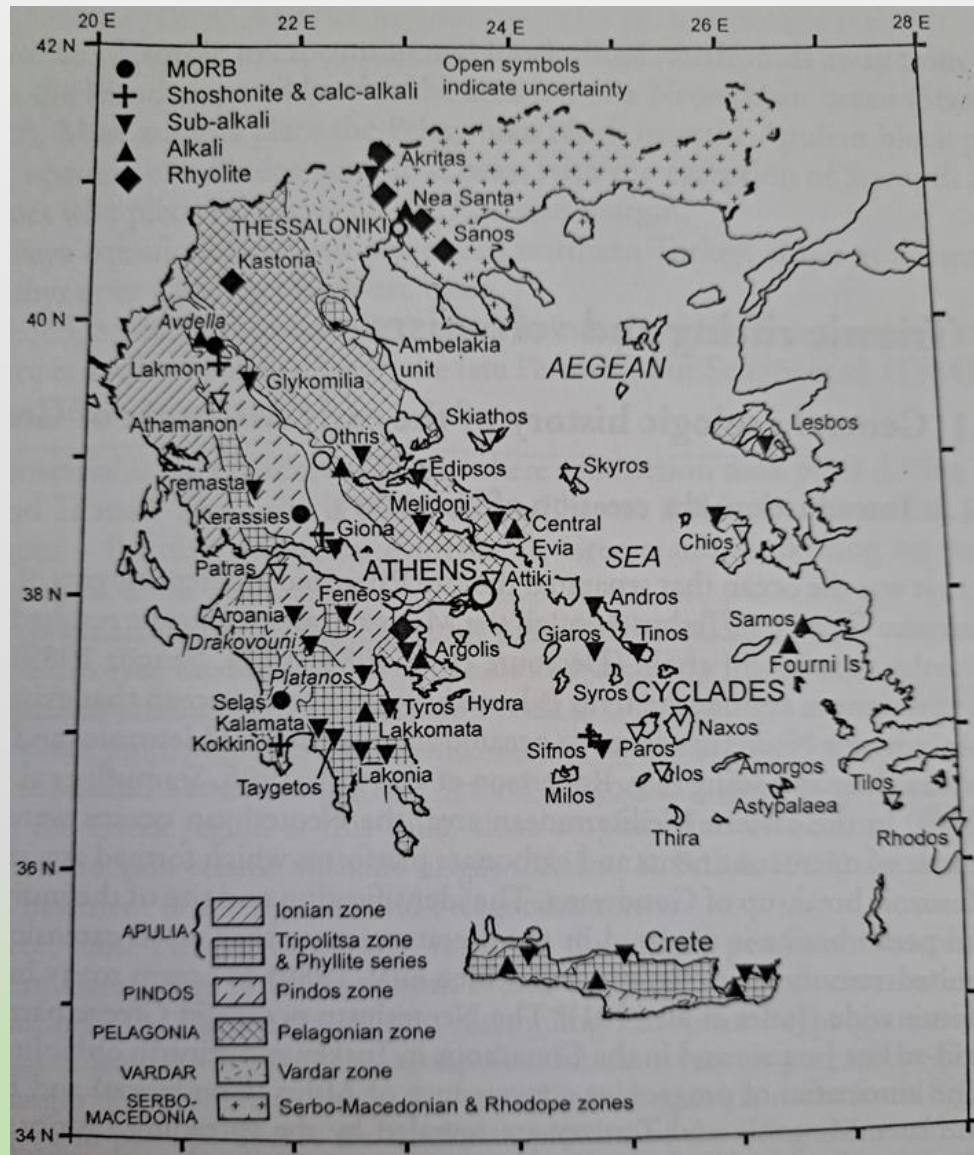 20 E
22 E
24 E
26 E
28 E
42 N
MORB
Shoshonite & calc-alkali
Sub-alkali
Alkali
Rhyolite
Open symbols
indicate uncertainty
Akritas
Nea Santa
THESSALONIKI
Sanos
Kastoria
40 N
Avdella
Ambelakia
unit
AEGEAN
Lakmon
Glykomilia
Skiathos
Lesbos
Athamanon
Othris
Edipsos
Skyros
Kremasta
Melidoni
Kerassies
Giona
Central
Evia
Chios
SEA
Patras
ATHENS
Attiki
38 N
Feneos
Andros
Aroania
Samos
Drakovouni
Argolis
Gjaros
Tinos
Fourni Is
Platanos
Selas
Tyros
Hydra
Syros
CYCLADES
Kalamata
Lakkomata
Naxos
Kokkino
Sifnos
Paros
Amorgos
Lakonia
Ios
Tilos
Taygetos
Milos
Astypalaea
Thira
Rhodos
36 N
APULIA
Ionian zone
Tripolitsa zone
& Phyllite series
Crete
PINDOS
Pindos zone
PELAGONIA
Pelagonian zone
VARDAR
Vardar zone
SERBO-
MACEDONIA
Serbo-Macedonian & Rhodope zones
34 N